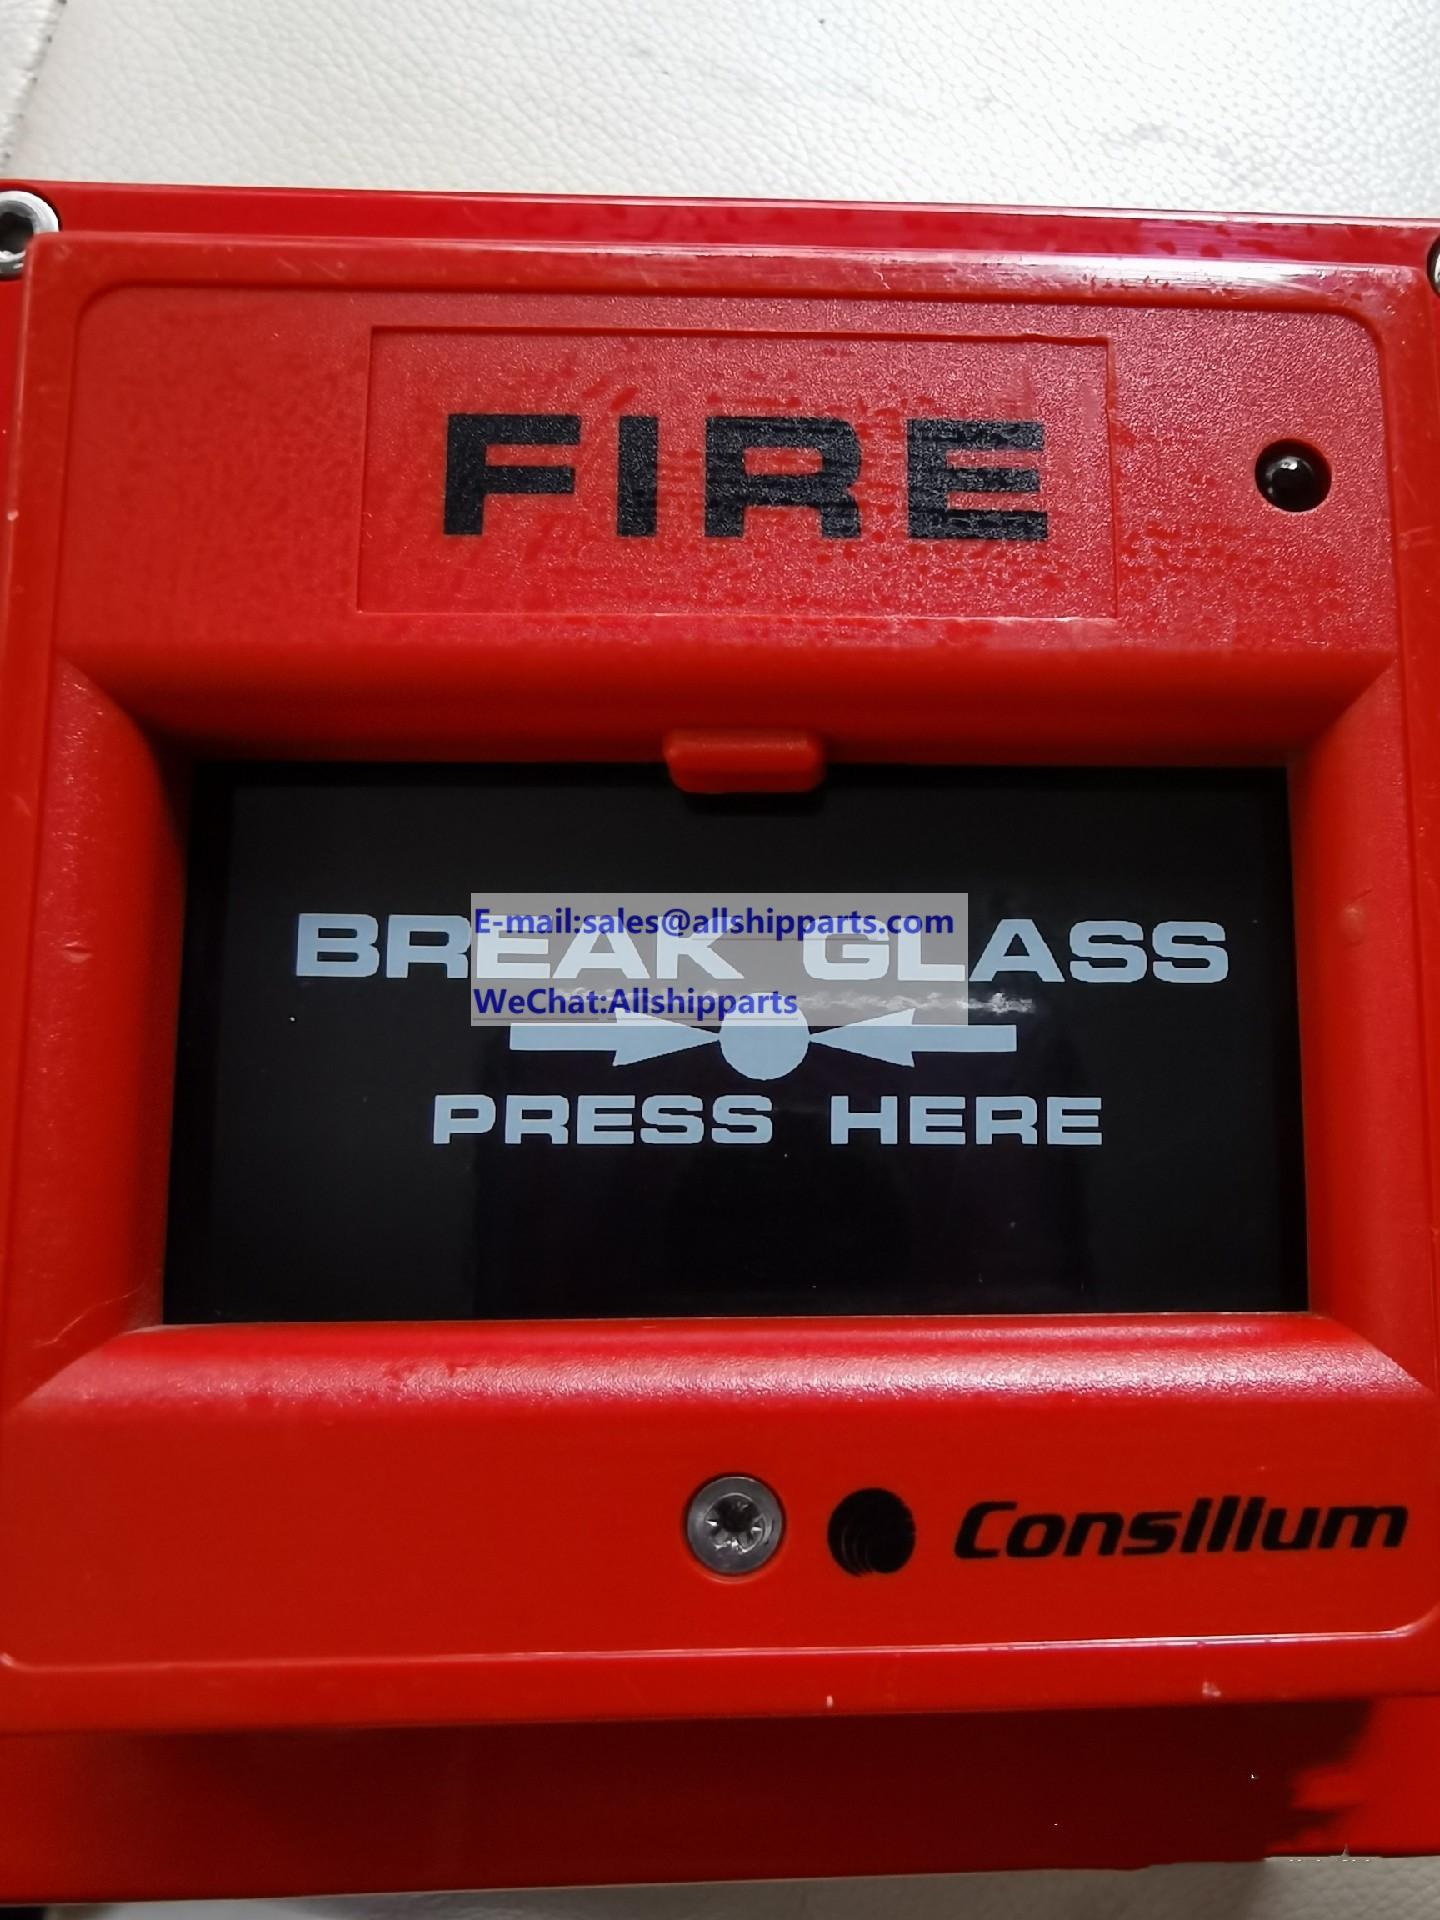 FIRE
BREAK GLASS
E-mail:sales@allshipparts.com
WeChat:Allshipparts
PRESS HERE
Consilium